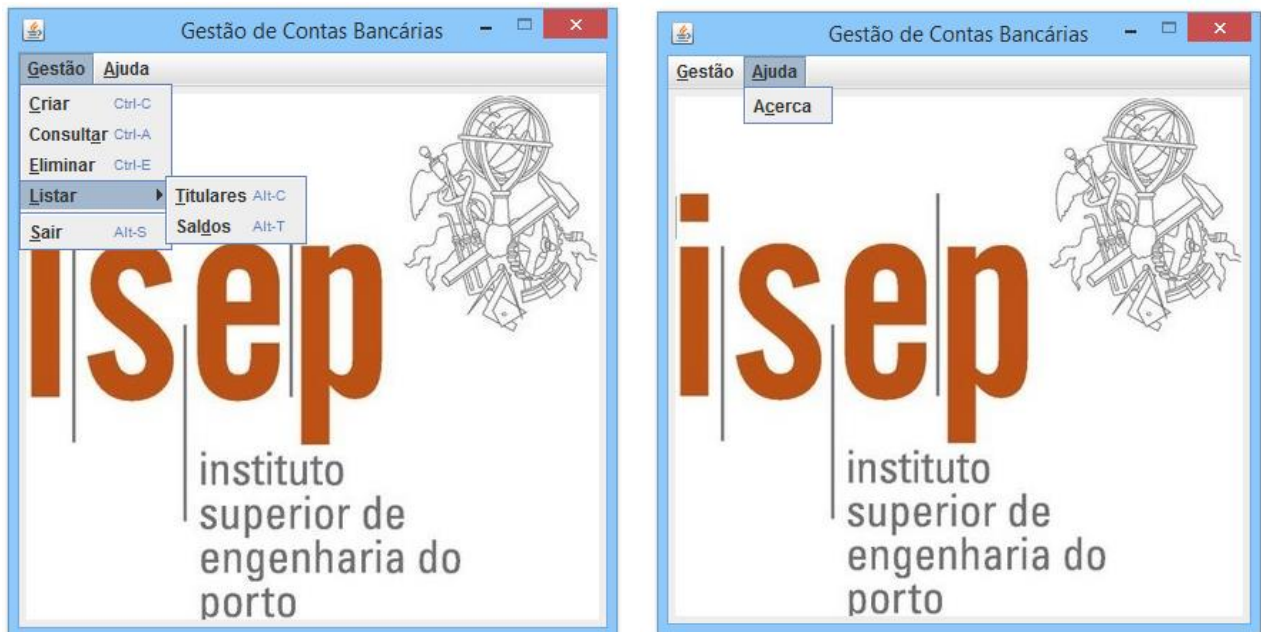 Gestão de Contas Bancárias
Gestão Ajuda
Criar Ctrl-C
Consultar Ctrl-A
Eliminar Ctrl-E
Listar
Titulares Alt-C
Saldos Alt-T
Sair Alt-S
isep
instituto
superior de
engenharia do
porto
Gestão de Contas Bancárias
Gestão Ajuda
Acerca
isep
instituto
superior de
engenharia do
porto